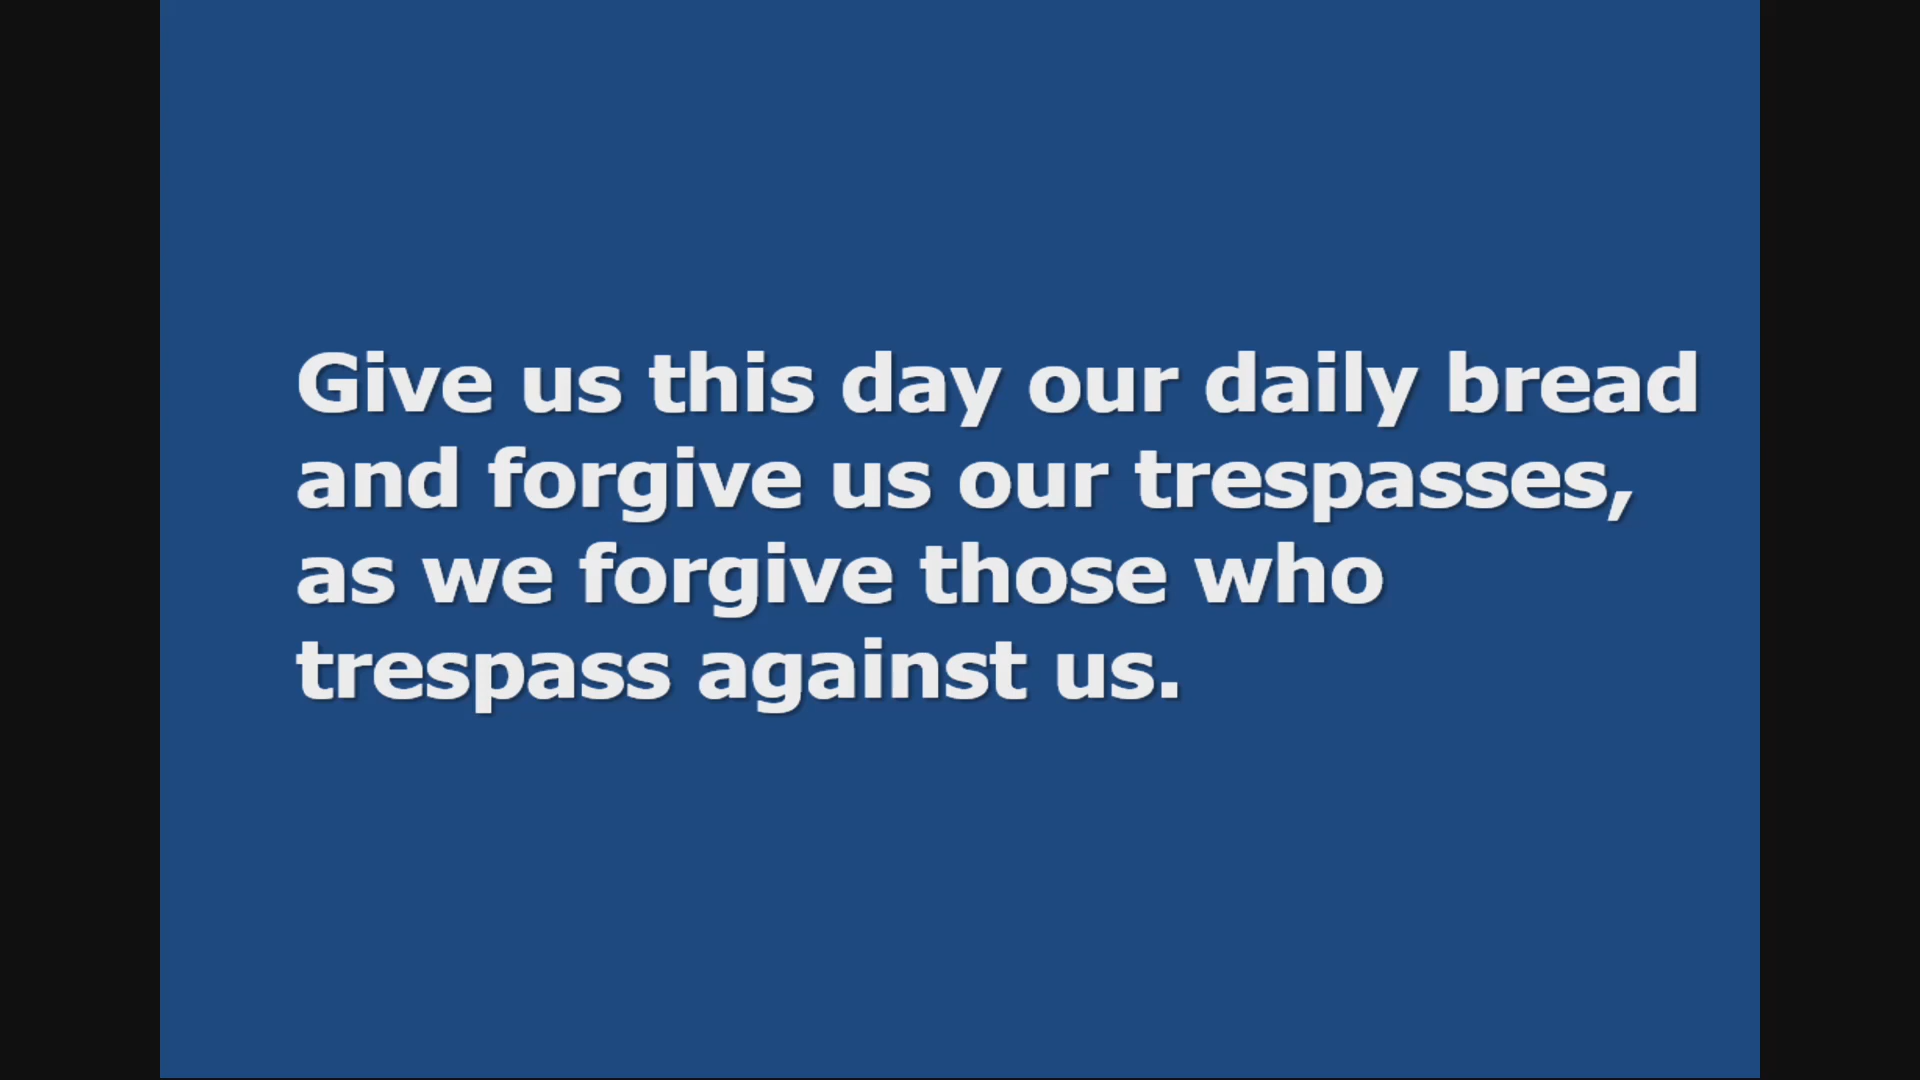 Give us this day our daily bread
and forgive us our trespasses,
as we forgive those who
trespass against us.